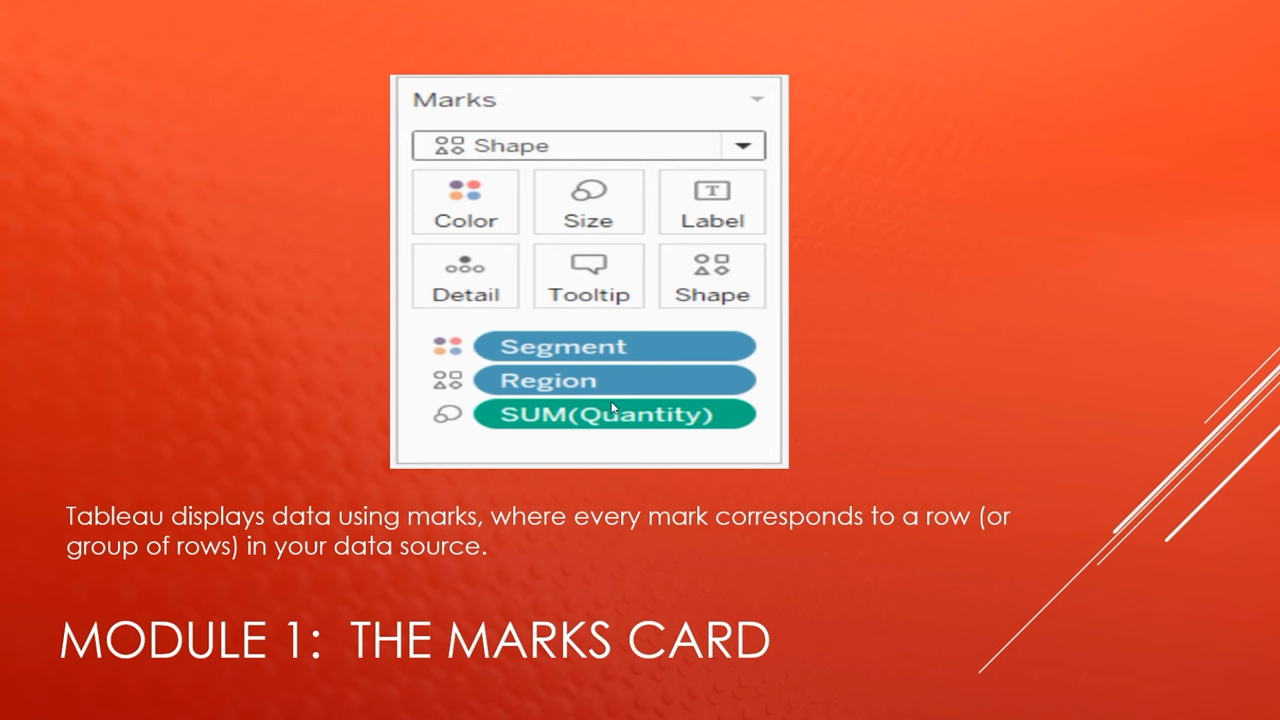 Marks
Shape
Color Size Label
Detail Tooltip Shape
Segment
Region
SUM(Quantity)
Tableau displays data using marks, where every mark corresponds to a row (or
group of rows) in your data source.
MODULE 1: THE MARKS CARD